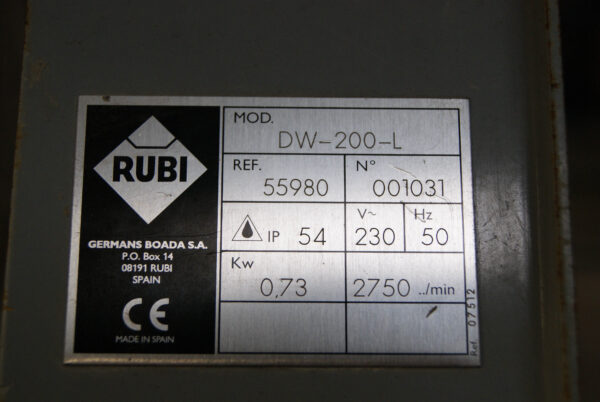 RUBI
GERMANS BOADA S.A.
P.O. Box 14
08191 RUBI
SPAIN
CE
MADE IN SPAIN
MOD.
DW-200-L
REF.
55980
N°
001031
IP 54
V~
230
Hz
50
Kw
0,73
2750 ../min
Ref. 07512